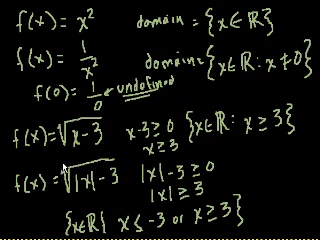 f(x) = x² domain = {x∈ℝ}
f(x) = 1/x² domain = {x∈ℝ: x≠0}
f(0) = 1/0 ← undefined
f(x) = √(x-3) x-3 ≥ 0 {x∈ℝ: x ≥ 3}
x ≥ 3
f(x) = √(|x|-3) |x| -3 ≥ 0
|x| ≥ 3
{x∈ℝ| x ≤ -3 or x ≥ 3}